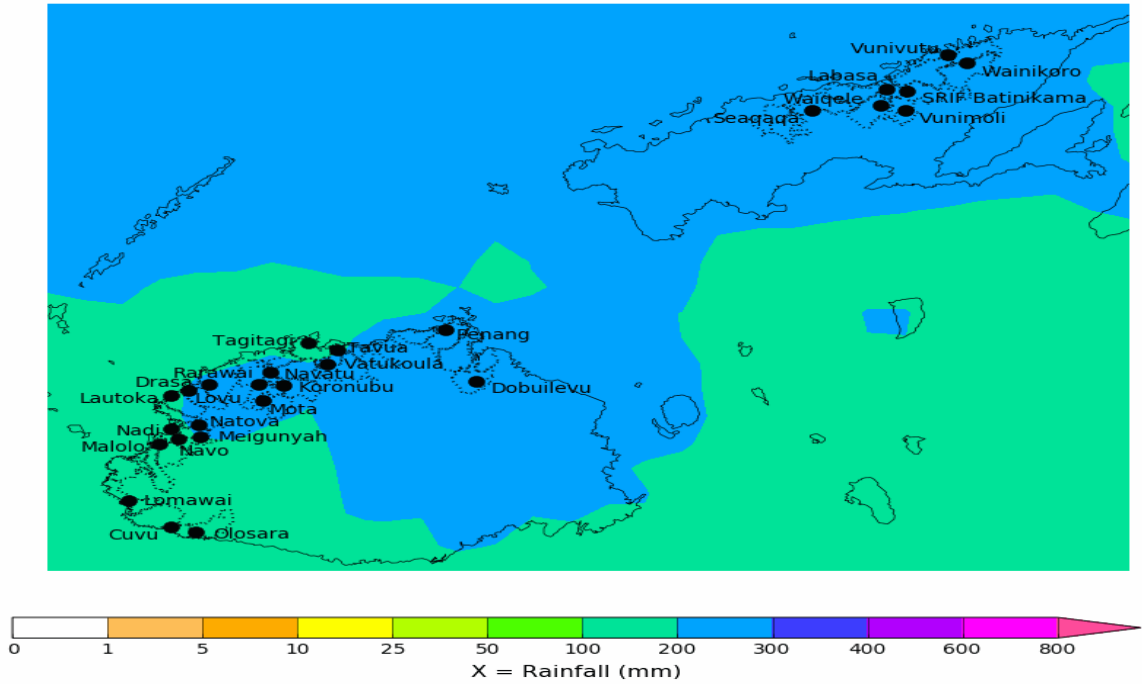 Vunivutu
Wainikoro
Labasa
SRIF Batinikama
Waiqele
Seaqaqa
Vunimoli
Penang
Tagitagi
Tavua
Vatukoula
Rarawai
Navatu
Drasa
Koronubu
Dobuilevu
Lautoka
Lovu
Mota
Natova
Nadi
Meigunyah
Malolo
Navo
Lomawai
Cuvu
Olosara
0 1 5 10 25 50 100 200 300 400 600 800
X = Rainfall (mm)